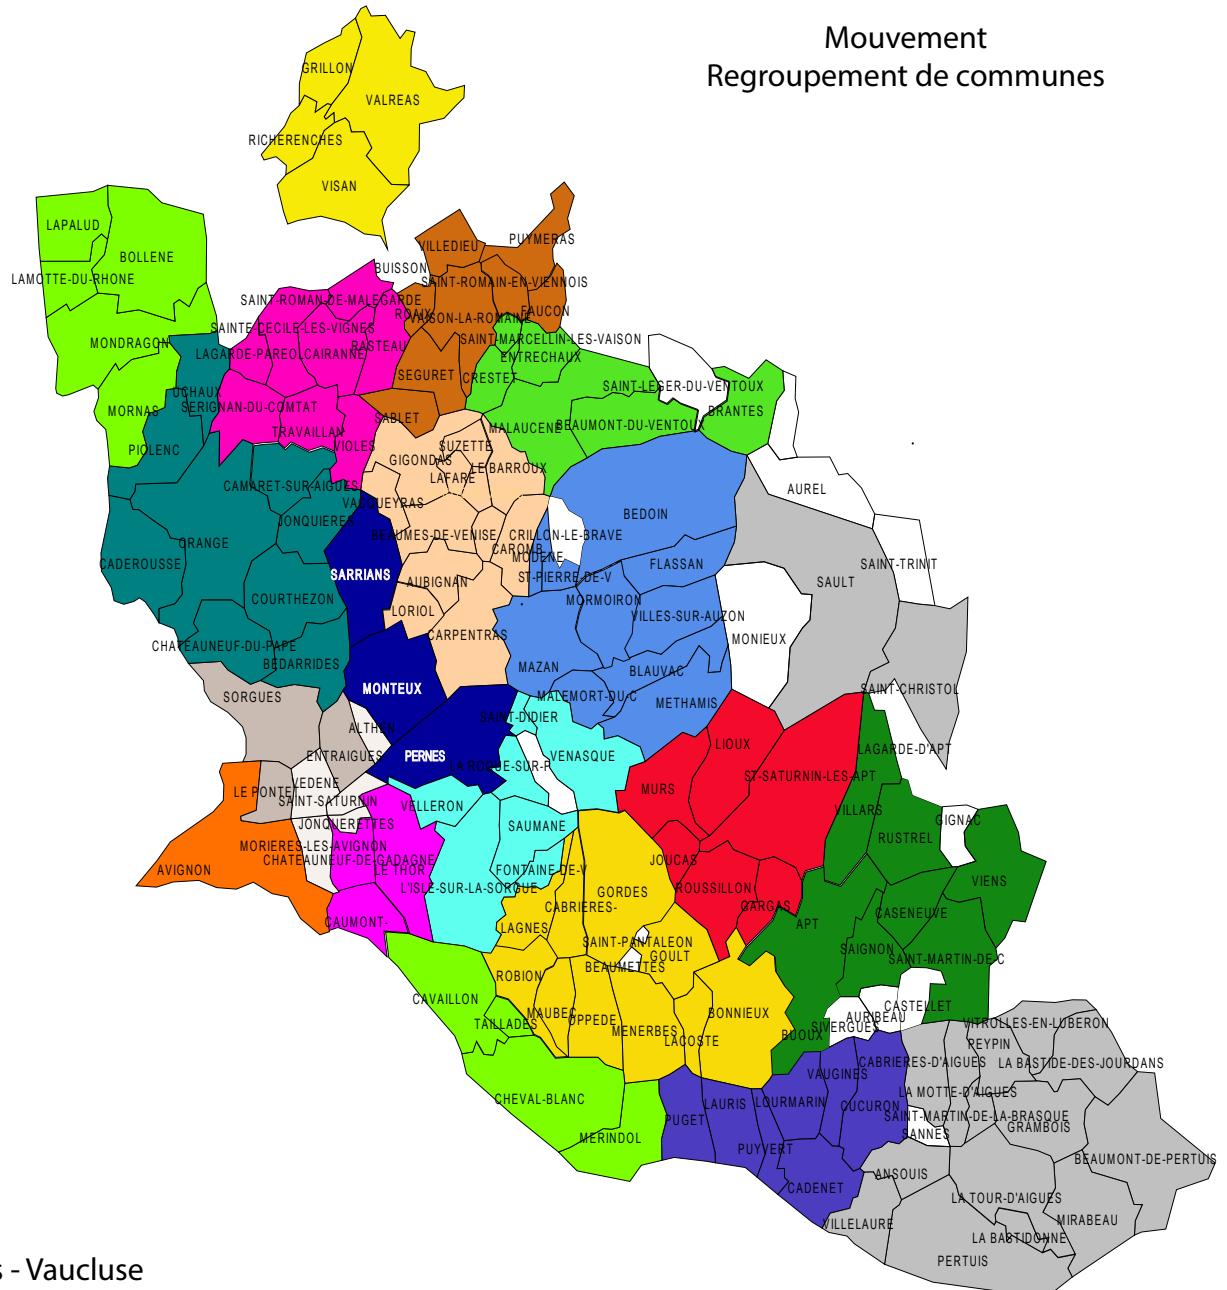 Mouvement
Regroupement de communes
GRILLON
VALREAS
RICHERENCHES
VISAN
LAPALUD
BOLLENE
LAMOTTE-DU-RHONE
MONDRAGON
MORNAS
VILLEDIEU
PUYMERAS
BUISSON
SAINT-ROMAIN-EN-VIENNOIS
SAINT-ROMAN-DE-MALEGARDE
ROAIX
VAISON-LA-ROMAINE
FAUCON
SAINTE-CECILE-LES-VIGNES
SAINT-MARCELLIN-LES-VAISON
RASTEAU
LAGARDE-PAREOL
CAIRANNE
ENTRECHAUX
SEGURET
CRESTET
SAINT-LEGER-DU-VENTOUX
UCHAUX
SERIGNAN-DU-COMTAT
BRANTES
SABLET
TRAVAILLAN
MALAUCENE
BEAUMONT-DU-VENTOUX
PIOLENC
VIOLES
SUZETTE
GIGONDAS
LAFARE
LE BARROUX
CAMARET-SUR-AIGUES
VACQUEYRAS
AUREL
JONQUIERES
BEDOIN
ORANGE
BEAUMES-DE-VENISE
CRILLON-LE-BRAVE
CAROMB
MODENE
CADEROUSSE
SARRIANS
AUBIGNAN
ST-PIERRE-DE-V
FLASSAN
SAULT
SAINT-TRINIT
COURTHEZON
LORIOL
MORMOIRON
VILLES-SUR-AUZON
CARPENTRAS
MONIEUX
CHATEAUNEUF-DU-PAPE
BEDARRIDES
MAZAN
BLAUVAC
SORGUES
MONTEUX
MALEMORT-DU-C
METHAMIS
SAINT-CHRISTOL
SAINT-DIDIER
ALTHEN
LIOUX
LAGARDE-D'APT
ENTRAIGUES
PERNES
LA ROQUE-SUR-P
VENASQUE
ST-SATURNIN-LES-APT
LE PONTET
VEDENE
SAINT-SATURNIN
MURS
VELLERON
VILLARS
GIGNAC
JONQUERETTES
SAUMANE
RUSTREL
MORIERES-LES-AVIGNON
CHATEAUNEUF-DE-GADAGNE
AVIGNON
LE THOR
FONTAINE-DE-V
JOUCAS
L'ISLE-SUR-LA-SORGUE
GORDES
ROUSSILLON
VIENS
CABRIERES-
GARGAS
CASENEUVE
CAUMONT-
LAGNES
APT
SAINT-PANTALEON
SAIGNON
GOULT
SAINT-MARTIN-DE-C
ROBION
BEAUMETTES
CAVAILLON
CASTELLET
MAUBEC
OPPEDE
BONNIEUX
AURIBEAU
TAILLADES
MENERBES
SIVERGUES
VITROLLES-EN-LUBERON
LACOSTE
BUOUX
PEYPIN
CABRIERES-D'AIGUES
LA BASTIDE-DES-JOURDANS
VAUGINES
CHEVAL-BLANC
LA MOTTE-D'AIGUES
LAURIS
LOURMARIN
CUCURON
SAINT-MARTIN-DE-LA-BRASQUE
PUGET
GRAMBOIS
MERINDOL
SANNES
PUYVERT
BEAUMONT-DE-PERTUIS
ANSOUIS
CADENET
LA TOUR-D'AIGUES
VILLELAURE
MIRABEAU
LA BASTIDONNE
PERTUIS
s - Vaucluse